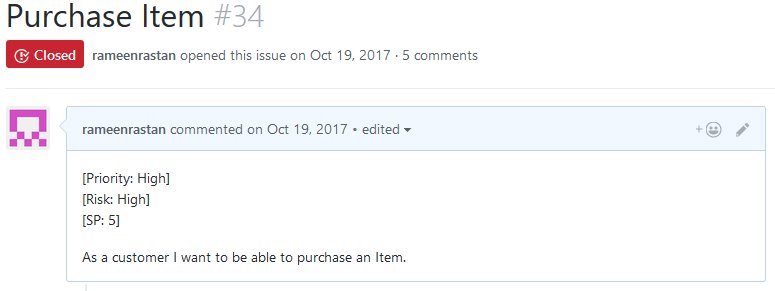 Purchase Item #34
Closed rameenrastan opened this issue on Oct 19, 2017 · 5 comments
rameenrastan commented on Oct 19, 2017 • edited
[Priority: High]
[Risk: High]
[SP: 5]
As a customer I want to be able to purchase an Item.